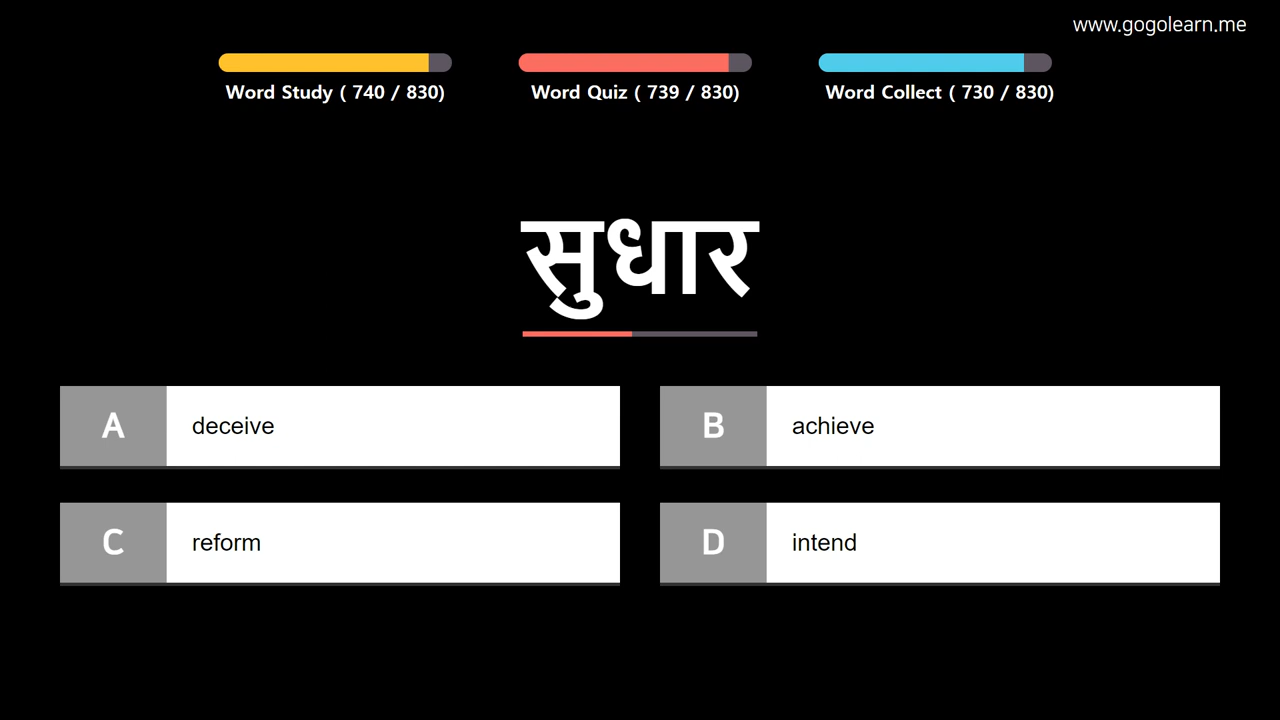 www.gogolearn.me
Word Study ( 740 / 830)
Word Quiz ( 739 / 830)
Word Collect ( 730 / 830)
सुधार
A deceive
B achieve
C reform
D intend